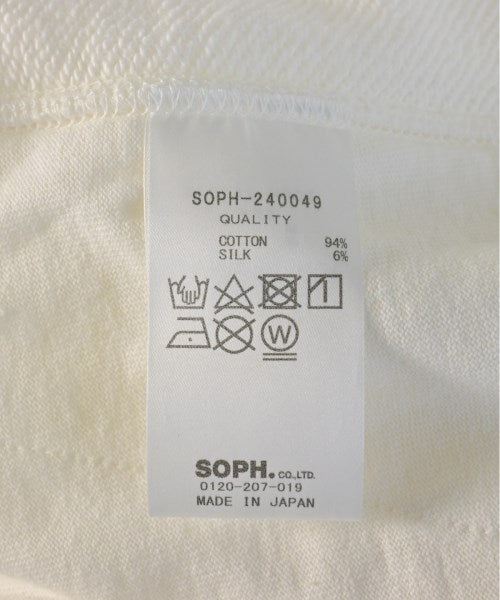 SOPH-240049
QUALITY
COTTON 94%
SILK 6%
W
SOPH. CO.,LTD.
0120-207-019
MADE IN JAPAN